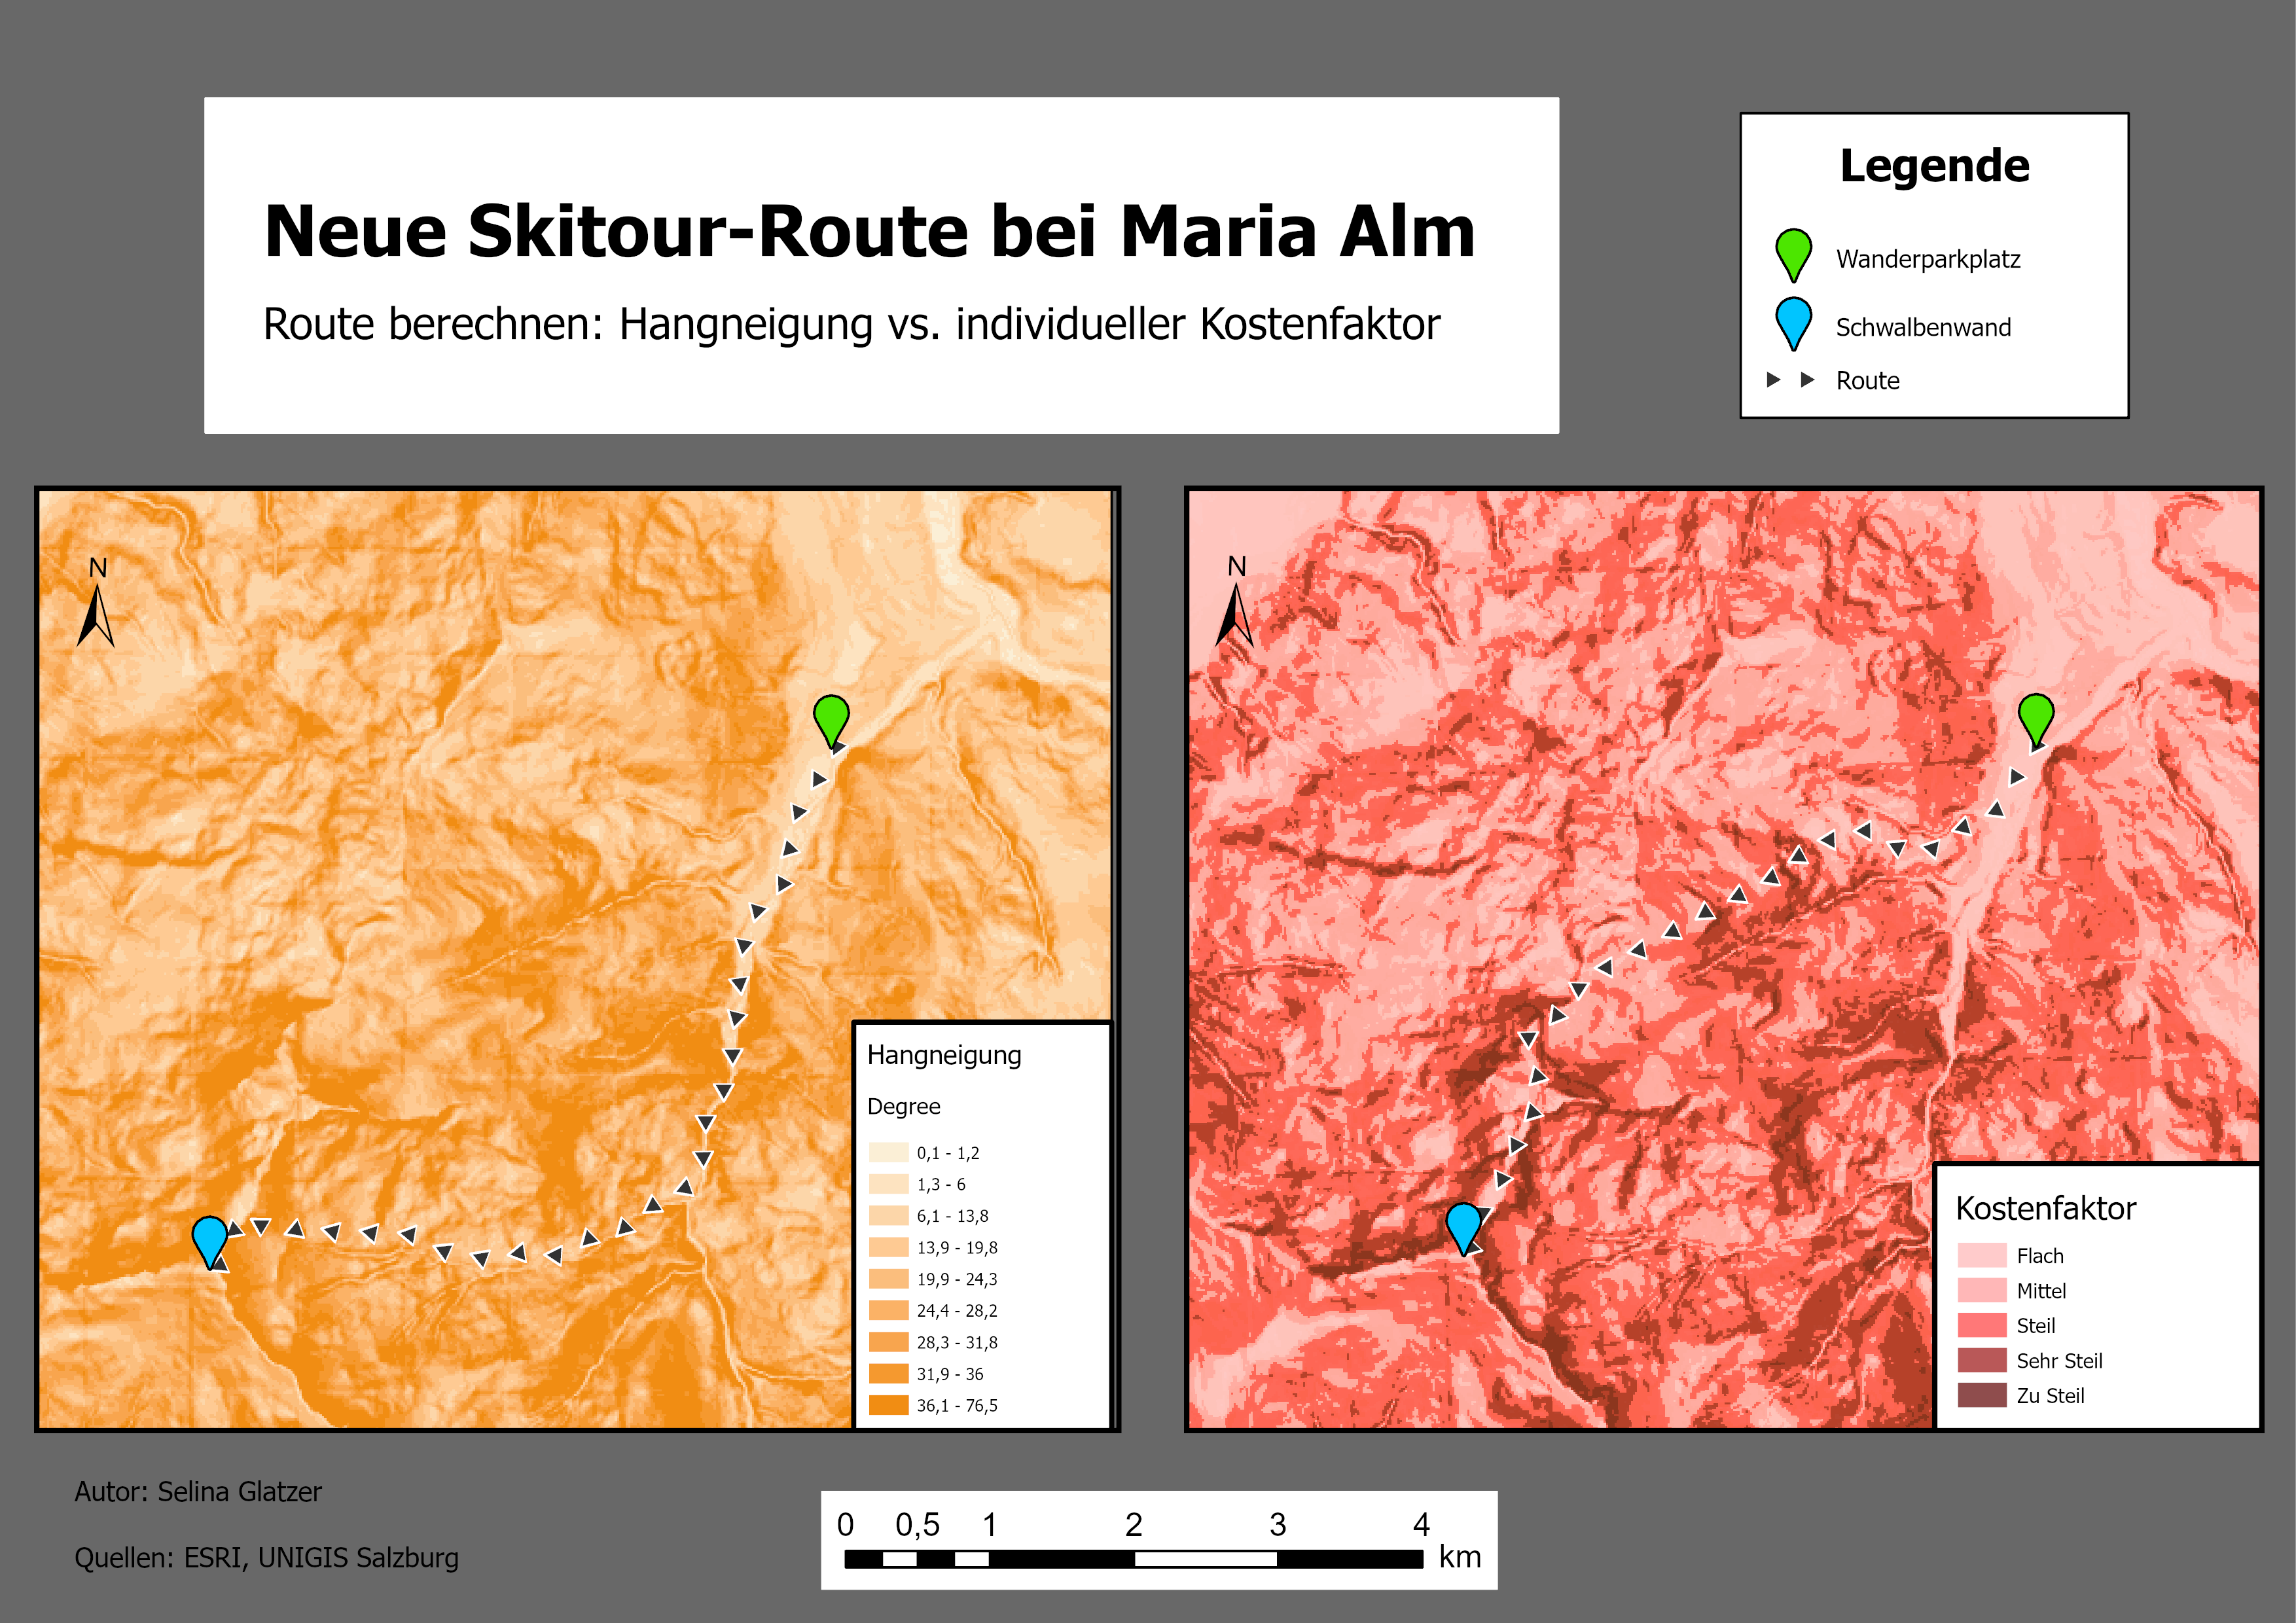 Neue Skitour-Route bei Maria Alm
Route berechnen: Hangneigung vs. individueller Kostenfaktor
Legende
Wanderparkplatz
Schwalbenwand
Route
N
Hangneigung
Degree
0,1 - 1,2
1,3 - 6
6,1 - 13,8
13,9 - 19,8
19,9 - 24,3
24,4 - 28,2
28,3 - 31,8
31,9 - 36
36,1 - 76,5
N
Kostenfaktor
Flach
Mittel
Steil
Sehr Steil
Zu Steil
Autor: Selina Glatzer
Quellen: ESRI, UNIGIS Salzburg
0 0,5 1 2 3 4
km